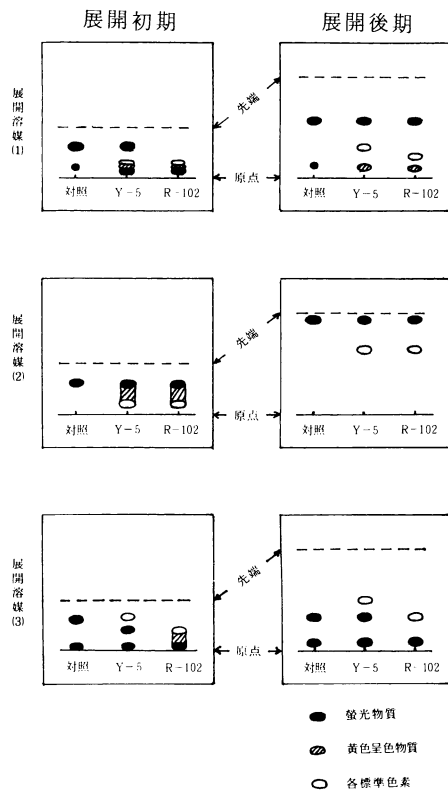 展開初期 展開後期
展開溶媒(1)
先端
原点
対照 Y-5 R-102
対照 Y-5 R-102
展開溶媒(2)
先端
原点
対照 Y-5 R-102
対照 Y-5 R-102
展開溶媒(3)
先端
原点
対照 Y-5 R-102
対照 Y-5 R-102
螢光物質
黄色呈色物質
各標準色素